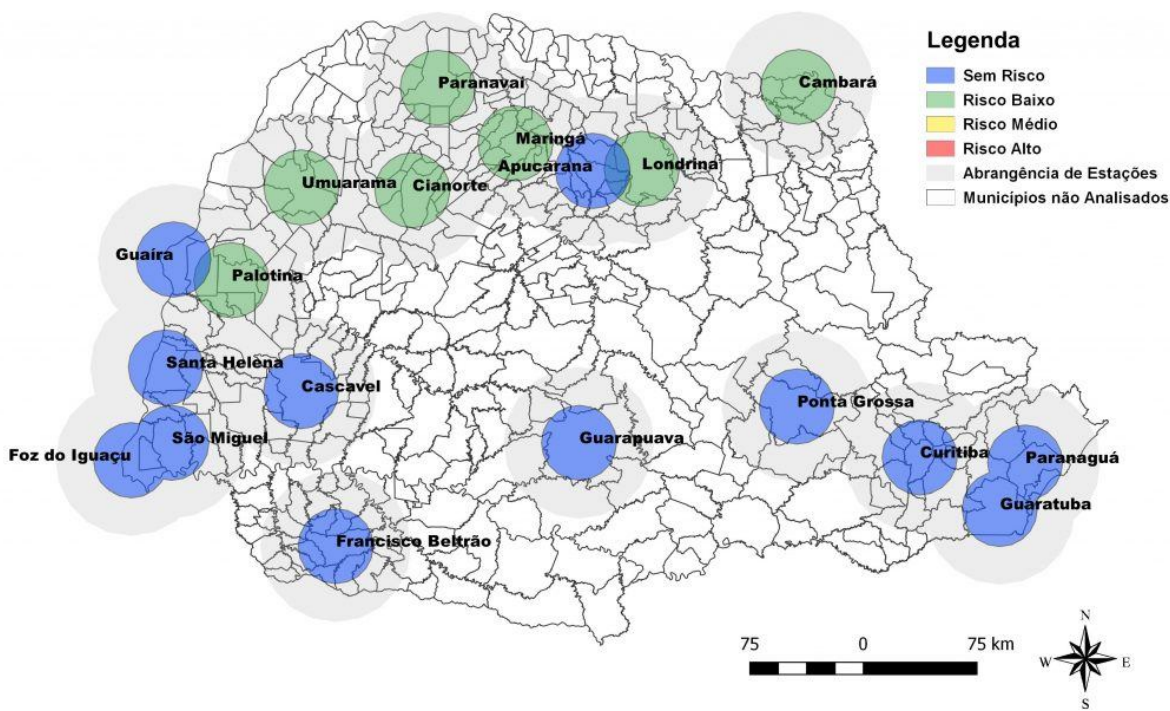 Legenda
Sem Risco
Risco Baixo
Risco Médio
Risco Alto
Abrangência de Estações
Municípios não Analisados
Paranavai
Cambará
Maringá
Apucarana
Londrina
Umuarama
Cianorte
Guaíra
Palotina
Santa Helena
Cascavel
Ponta Grossa
São Miguel
Guarapuava
Foz do Iguaçu
Curitiba
Paranaguá
Guaratuba
Francisco Beltrão
75 0 75 km
N
W E
S